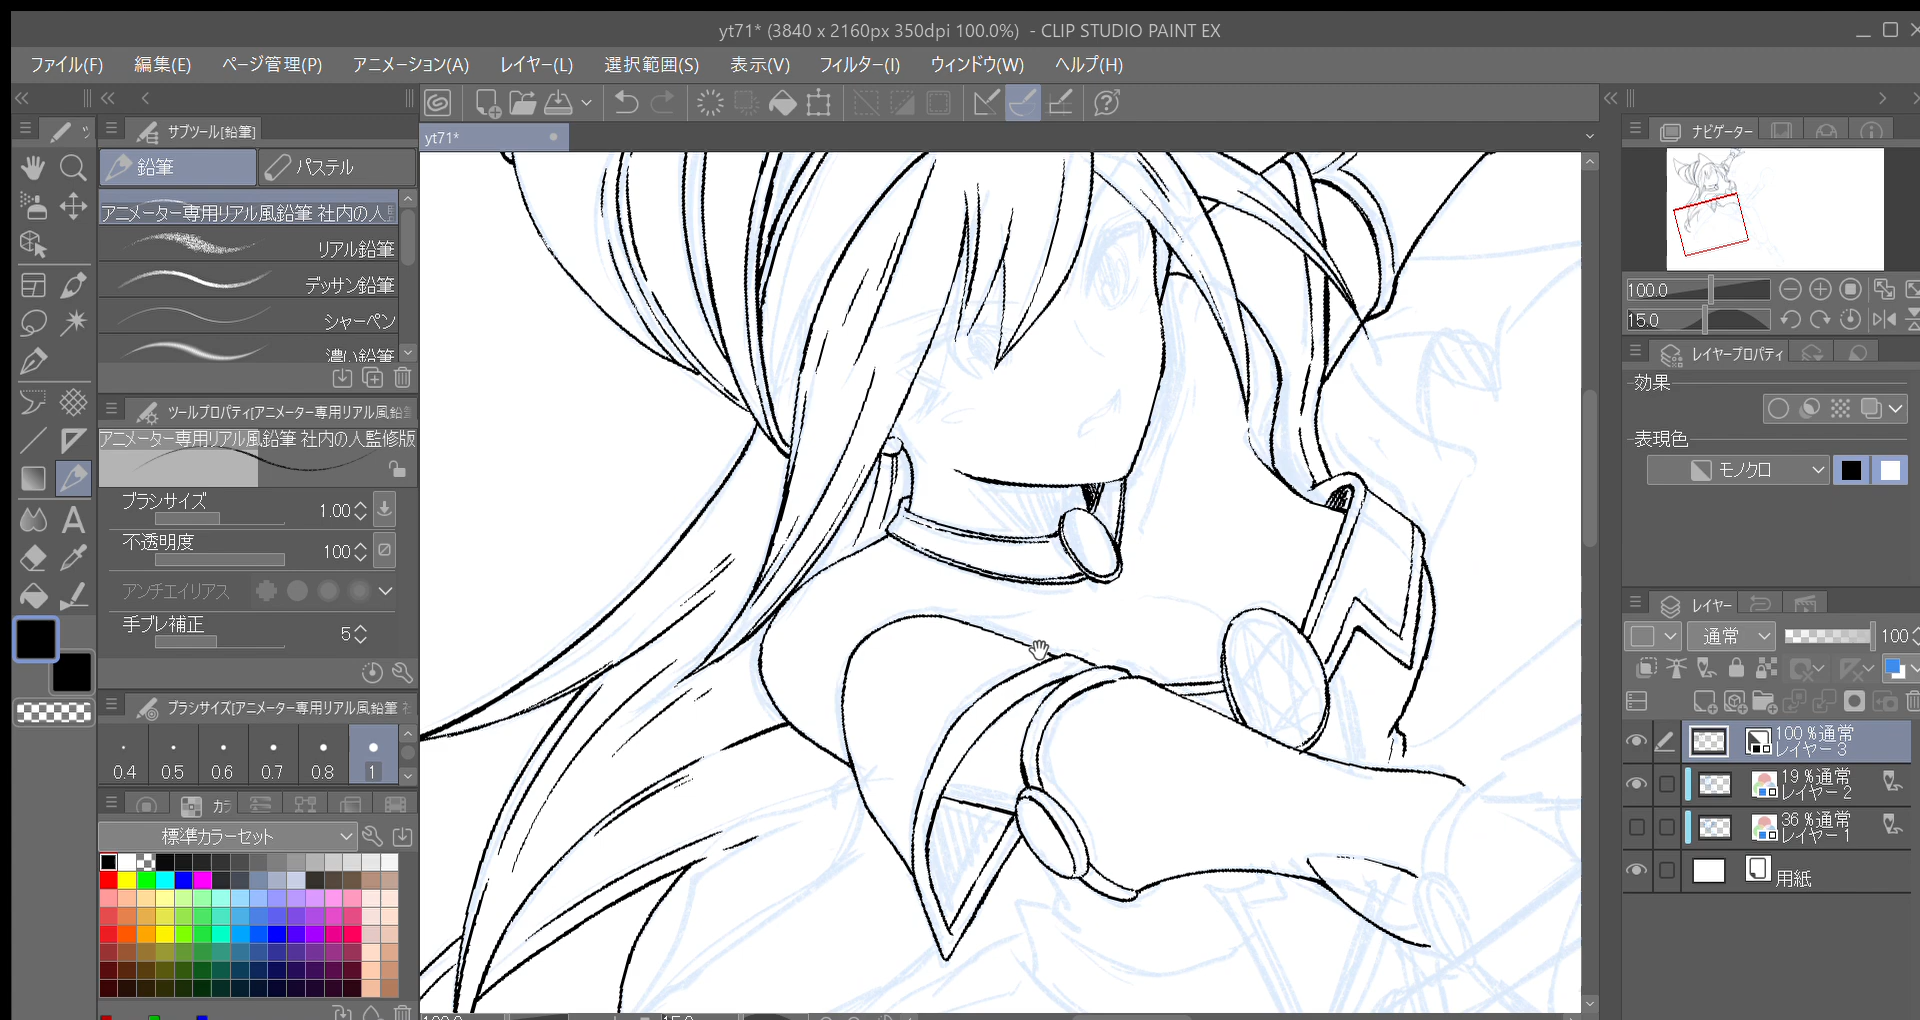 yt71* (3840 x 2160px 350dpi 100.0%) - CLIP STUDIO PAINT EX
ファイル(F) 編集(E) ページ管理(P) アニメーション(A) レイヤー(L) 選択範囲(S) 表示(V) フィルター(I) ウィンドウ(W) ヘルプ(H)
サブツール[鉛筆]
yt71*
鉛筆 パステル
アニメーター専用リアル風鉛筆 社内の人
リアル鉛筆
デッサン鉛筆
シャーペン
濃い鉛筆
ツールプロパティ[アニメーター専用リアル風鉛
アニメーター専用リアル風鉛筆 社内の人監修版
ブラシサイズ 1.00
不透明度 100
アンチエイリアス
手ブレ補正 5
ブラシサイズ[アニメーター専用リアル風鉛筆
0.4 0.5 0.6 0.7 0.8 1
カラ
標準カラーセット
ナビゲーター
100.0
15.0
レイヤープロパティ
効果
表現色
モノクロ
レイヤー
通常 100
100 %通常
レイヤー 3
19 %通常
レイヤー 2
36 %通常
レイヤー 1
用紙
100.0 15.0